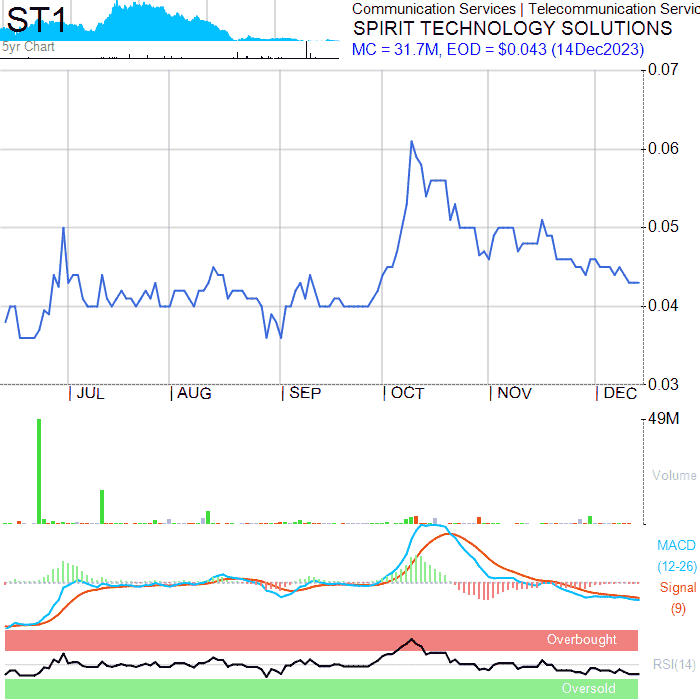 ST1
5yr Chart
Communication Services | Telecommunication Servic
SPIRIT TECHNOLOGY SOLUTIONS
MC = 31.7M, EOD = $0.043 (14Dec2023)
0.07
0.06
0.05
0.04
0.03
JUL AUG SEP OCT NOV DEC
49M
Volume
MACD
(12-26)
Signal
(9)
Overbought
RSI(14)
Oversold